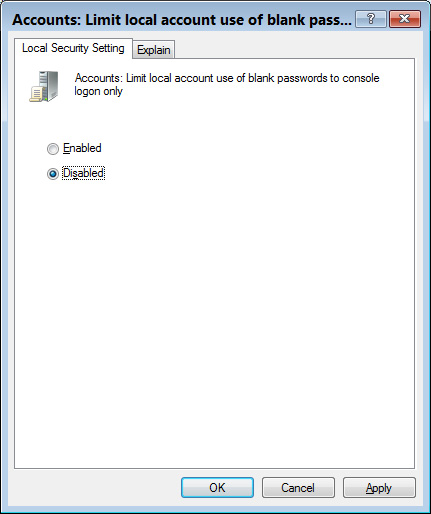 Accounts: Limit local account use of blank pass...
?
Local Security Setting
Explain
Accounts: Limit local account use of blank passwords to console
logon only
Enabled
Disabled
OK
Cancel
Apply